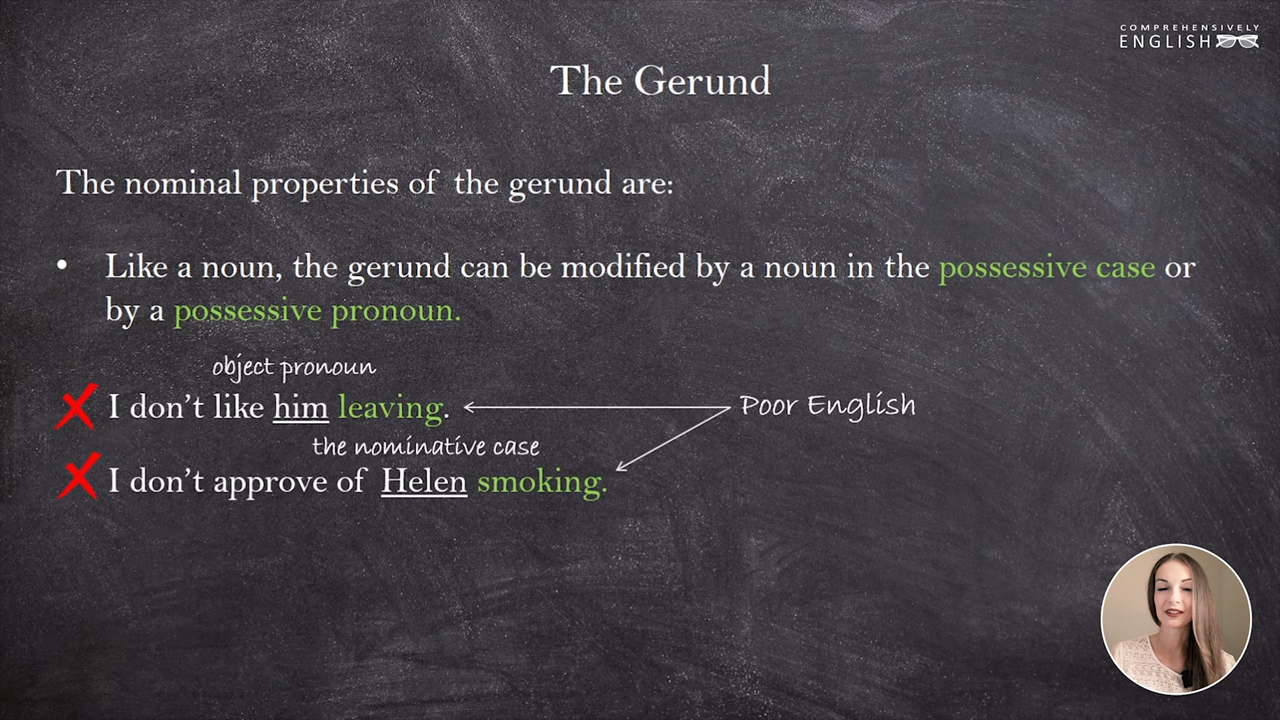 COMPREHENSIVELY
ENGLISH
The Gerund
The nominal properties of the gerund are:
• Like a noun, the gerund can be modified by a noun in the possessive case or
by a possessive pronoun.
object pronoun
I don't like him leaving.
Poor English
the nominative case
I don't approve of Helen smoking.